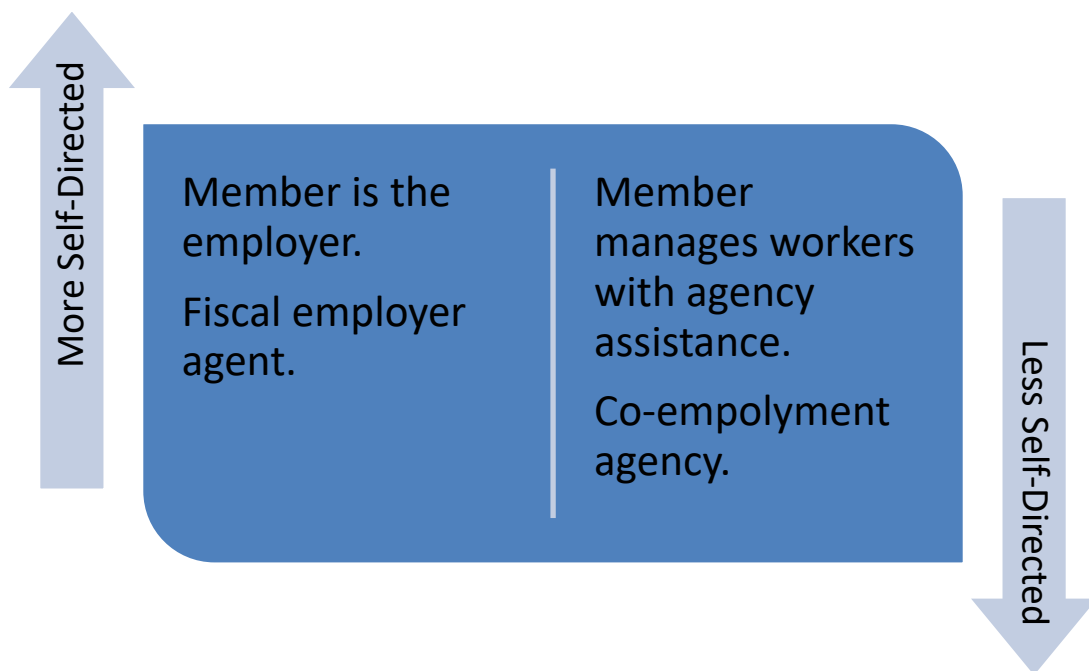 More Self-Directed
Member is the
employer.
Fiscal employer
agent.
Member
manages workers
with agency
assistance.
Co-empolyment
agency.
Less Self-Directed